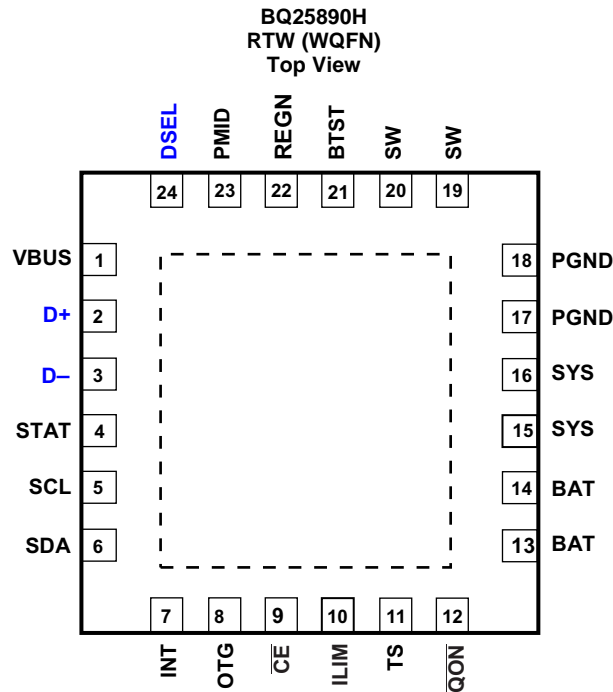 BQ25890H
RTW (WQFN)
Top View
DSEL
PMID
REGN
BTST
SW
SW
24
23
22
21
20
19
VBUS 1
D+ 2
D– 3
STAT 4
SCL 5
SDA 6
18 PGND
17 PGND
16 SYS
15 SYS
14 BAT
13 BAT
7
8
9
10
11
12
INT
OTG
C̅E̅
ILIM
TS
Q̅O̅N̅